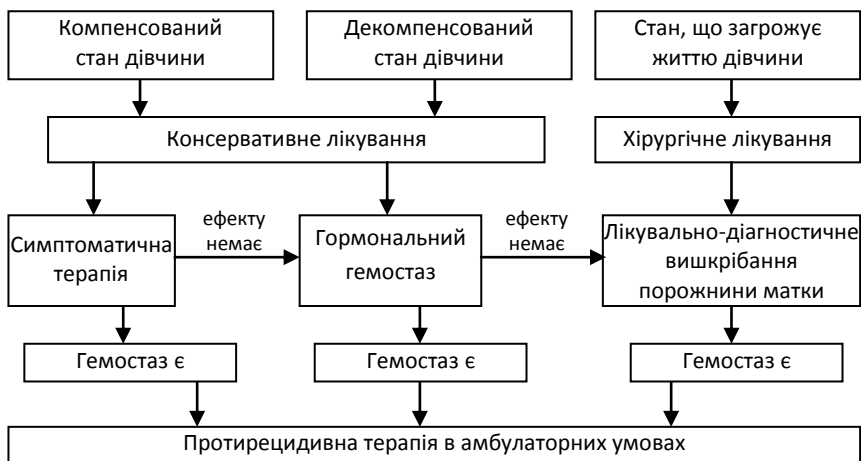 Компенсований
стан дівчини
Декомпенсований
стан дівчини
Стан, що загрожує
життю дівчини
Консервативне лікування
Хірургічне лікування
Симптоматична
терапія
ефекту
немає
Гормональний
гемостаз
ефекту
немає
Лікувально-діагностичне
вишкрібання
порожнини матки
Гемостаз є
Гемостаз є
Гемостаз є
Протирецидивна терапія в амбулаторних умовах